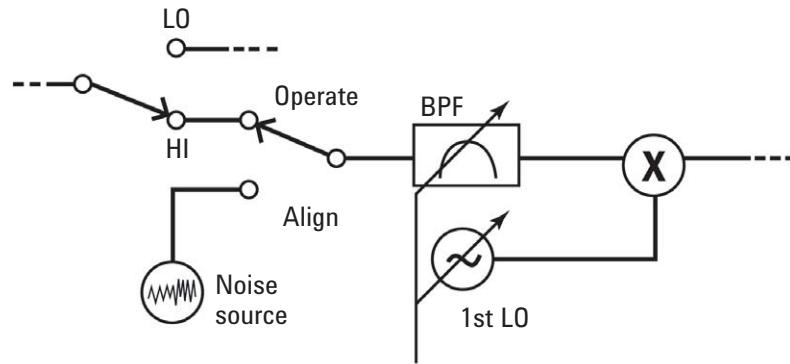 LO
Operate
BPF
HI
X
Align
Noise
source
1st LO